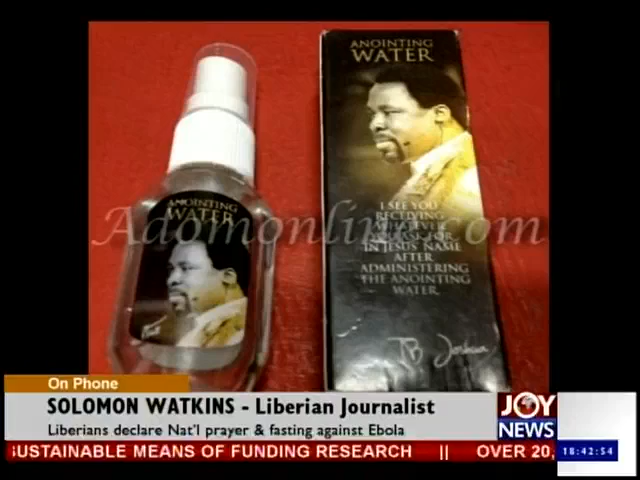 ANOINTING
WATER
ANOINTING
WATER
I SEE YOU
RECEIVING
WHATEVER
YOU ASK FOR
IN JESUS' NAME
AFTER
ADMINISTERING
THE ANOINTING
WATER
TB Joshua
Adomonline.com
On Phone
SOLOMON WATKINS - Liberian Journalist
Liberians declare Nat'l prayer & fasting against Ebola
JOY
NEWS
SUSTAINABLE MEANS OF FUNDING RESEARCH || OVER 20,
18:42:54